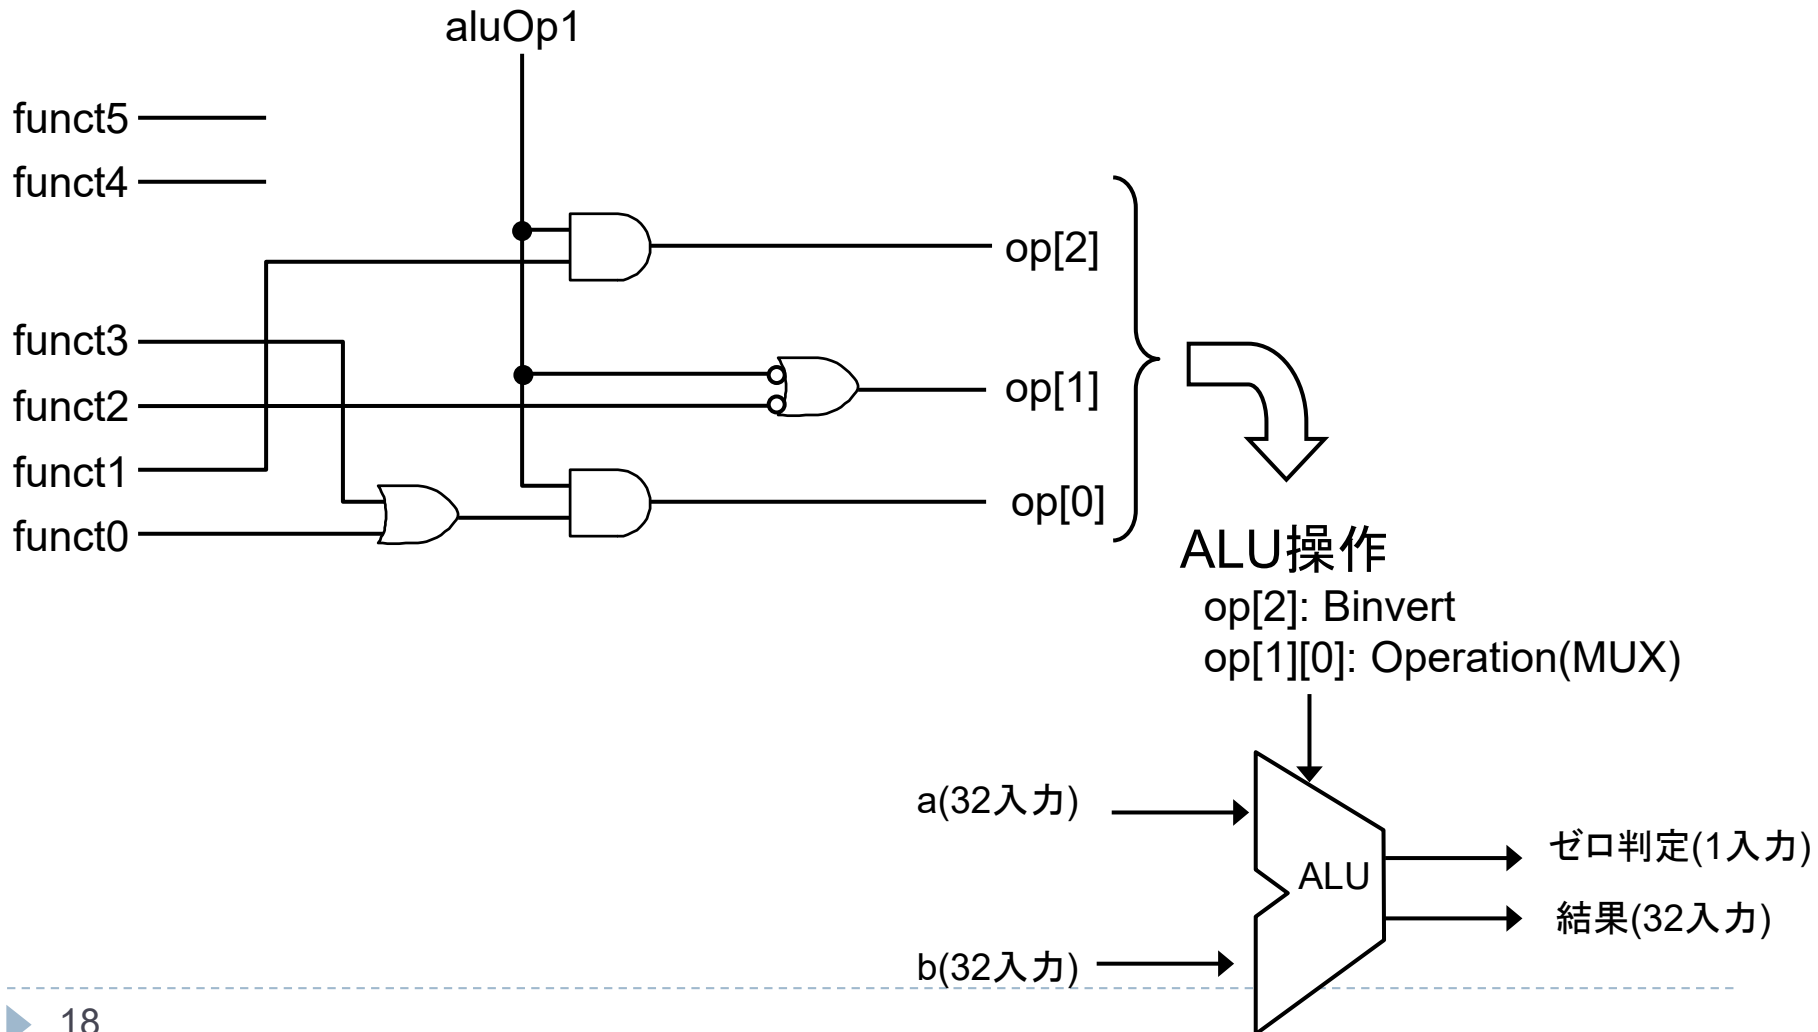 aluOp1
funct5
funct4
funct3
funct2
funct1
funct0
op[2]
op[1]
op[0]
ALU操作
op[2]: Binvert
op[1][0]: Operation(MUX)
a(32入力)
b(32入力)
ALU
ゼロ判定(1入力)
結果(32入力)
18